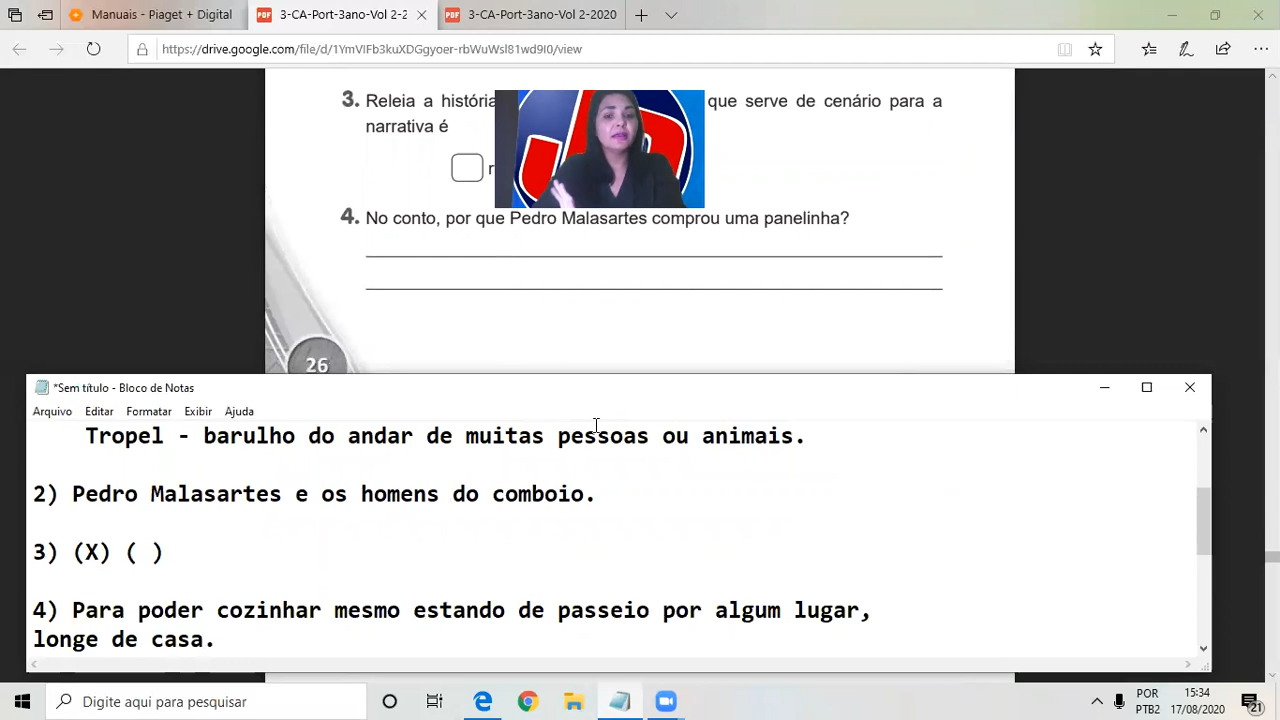 Manuais - Piaget + Digital
3-CA-Port-3ano-Vol 2-2
3-CA-Port-3ano-Vol 2-2020
https://drive.google.com/file/d/1YmVIFb3kuXDGgyoer-rbWuWsl81wd9I0/view
3. Releia a história que serve de cenário para a
narrativa é
4. No conto, por que Pedro Malasartes comprou uma panelinha?
26
*Sem título - Bloco de Notas
Arquivo Editar Formatar Exibir Ajuda
Tropel - barulho do andar de muitas pessoas ou animais.
2) Pedro Malasartes e os homens do comboio.
3) (X) ( )
4) Para poder cozinhar mesmo estando de passeio por algum lugar,
longe de casa.
Digite aqui para pesquisar
POR
PTB2
15:34
17/08/2020
21